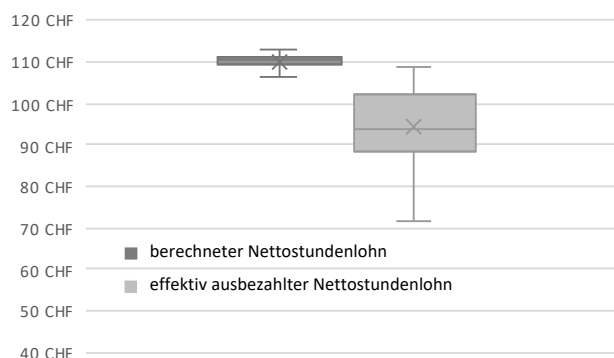 120 CHF
110 CHF
100 CHF
90 CHF
80 CHF
70 CHF
berechneter Nettostundenlohn
60 CHF
effektiv ausbezahlter Nettostundenlohn
50 CHF
40 CHF